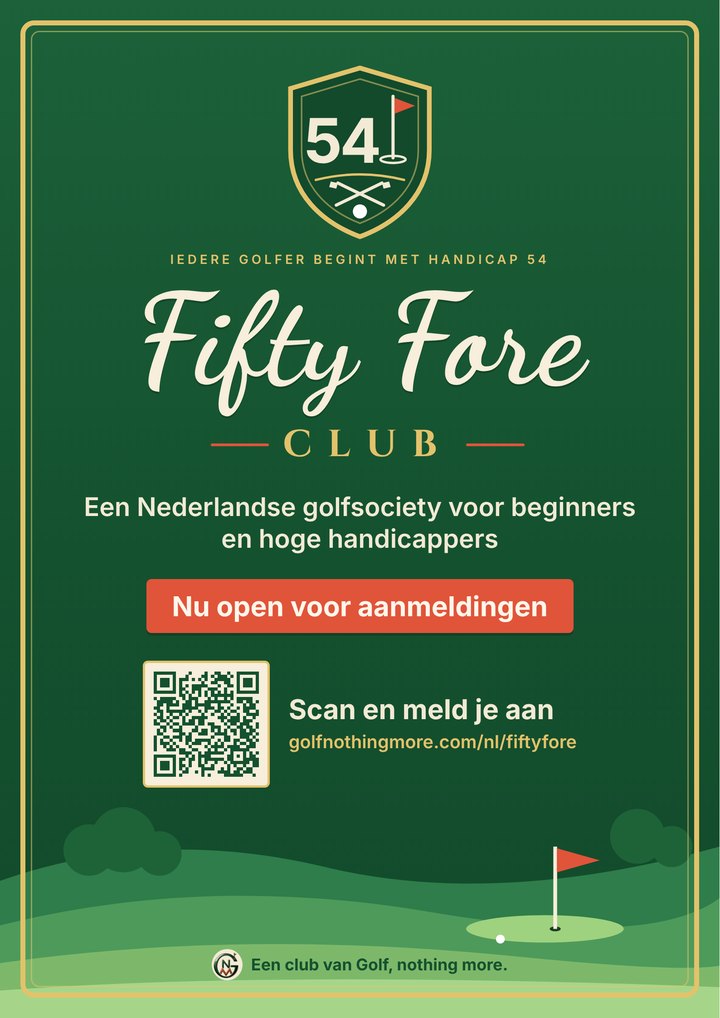 54
IEDERE GOLFER BEGINT MET HANDICAP 54
Fifty Fore
CLUB
Een Nederlandse golfsociety voor beginners
en hoge handicappers
Nu open voor aanmeldingen
Scan en meld je aan
golfnothingmore.com/nl/fiftyfore
GNM
Een club van Golf, nothing more.